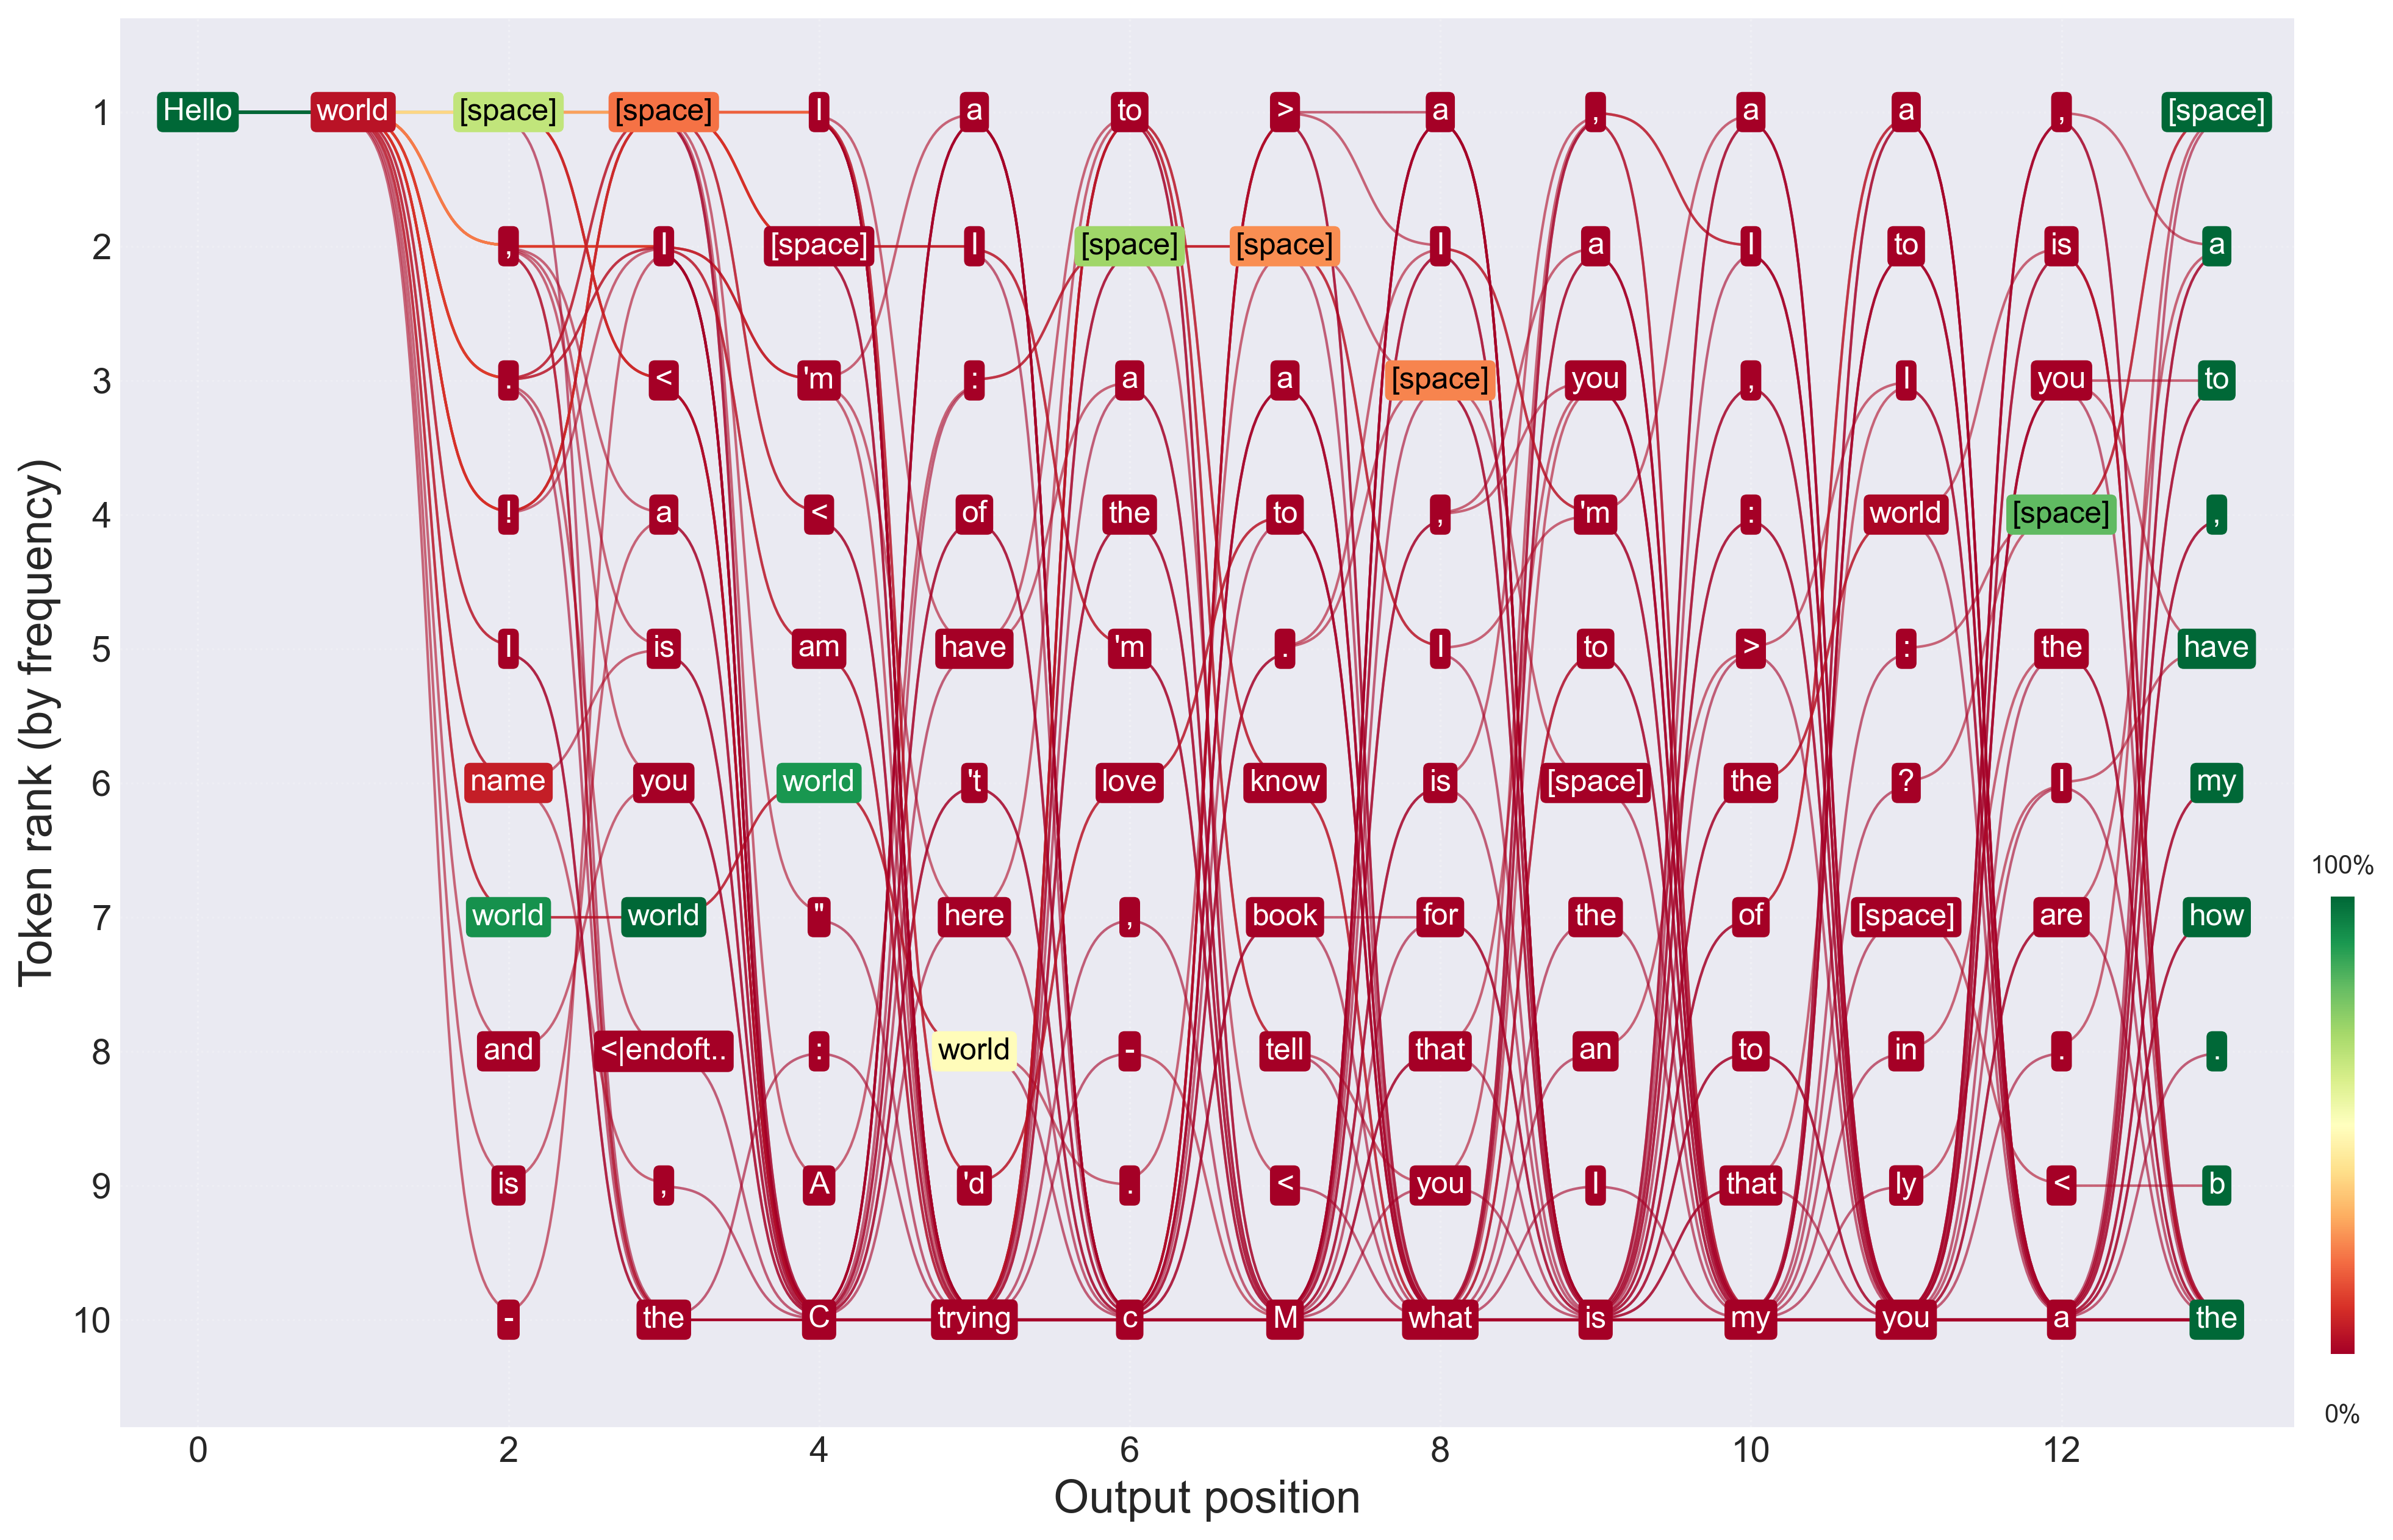 1 Hello world [space] [space] I a to > a , a a , [space]
2 , I [space] I [space] [space] I a I to is a
3 . < 'm : a a [space] you , I you to
4 ! a < of the to , 'm : world [space] ,
5 I is am have 'm . I to > : the have
6 name you world 't love know is [space] the ? I my
7 world world " here , book for the of [space] are how
8 and <|endoft.. : world - tell that an to in . .
9 is , A 'd . < you I that ly < b
10 - the C trying c M what is my you a the
0 2 4 6 8 10 12
Output position
Token rank (by frequency)
100%
0%